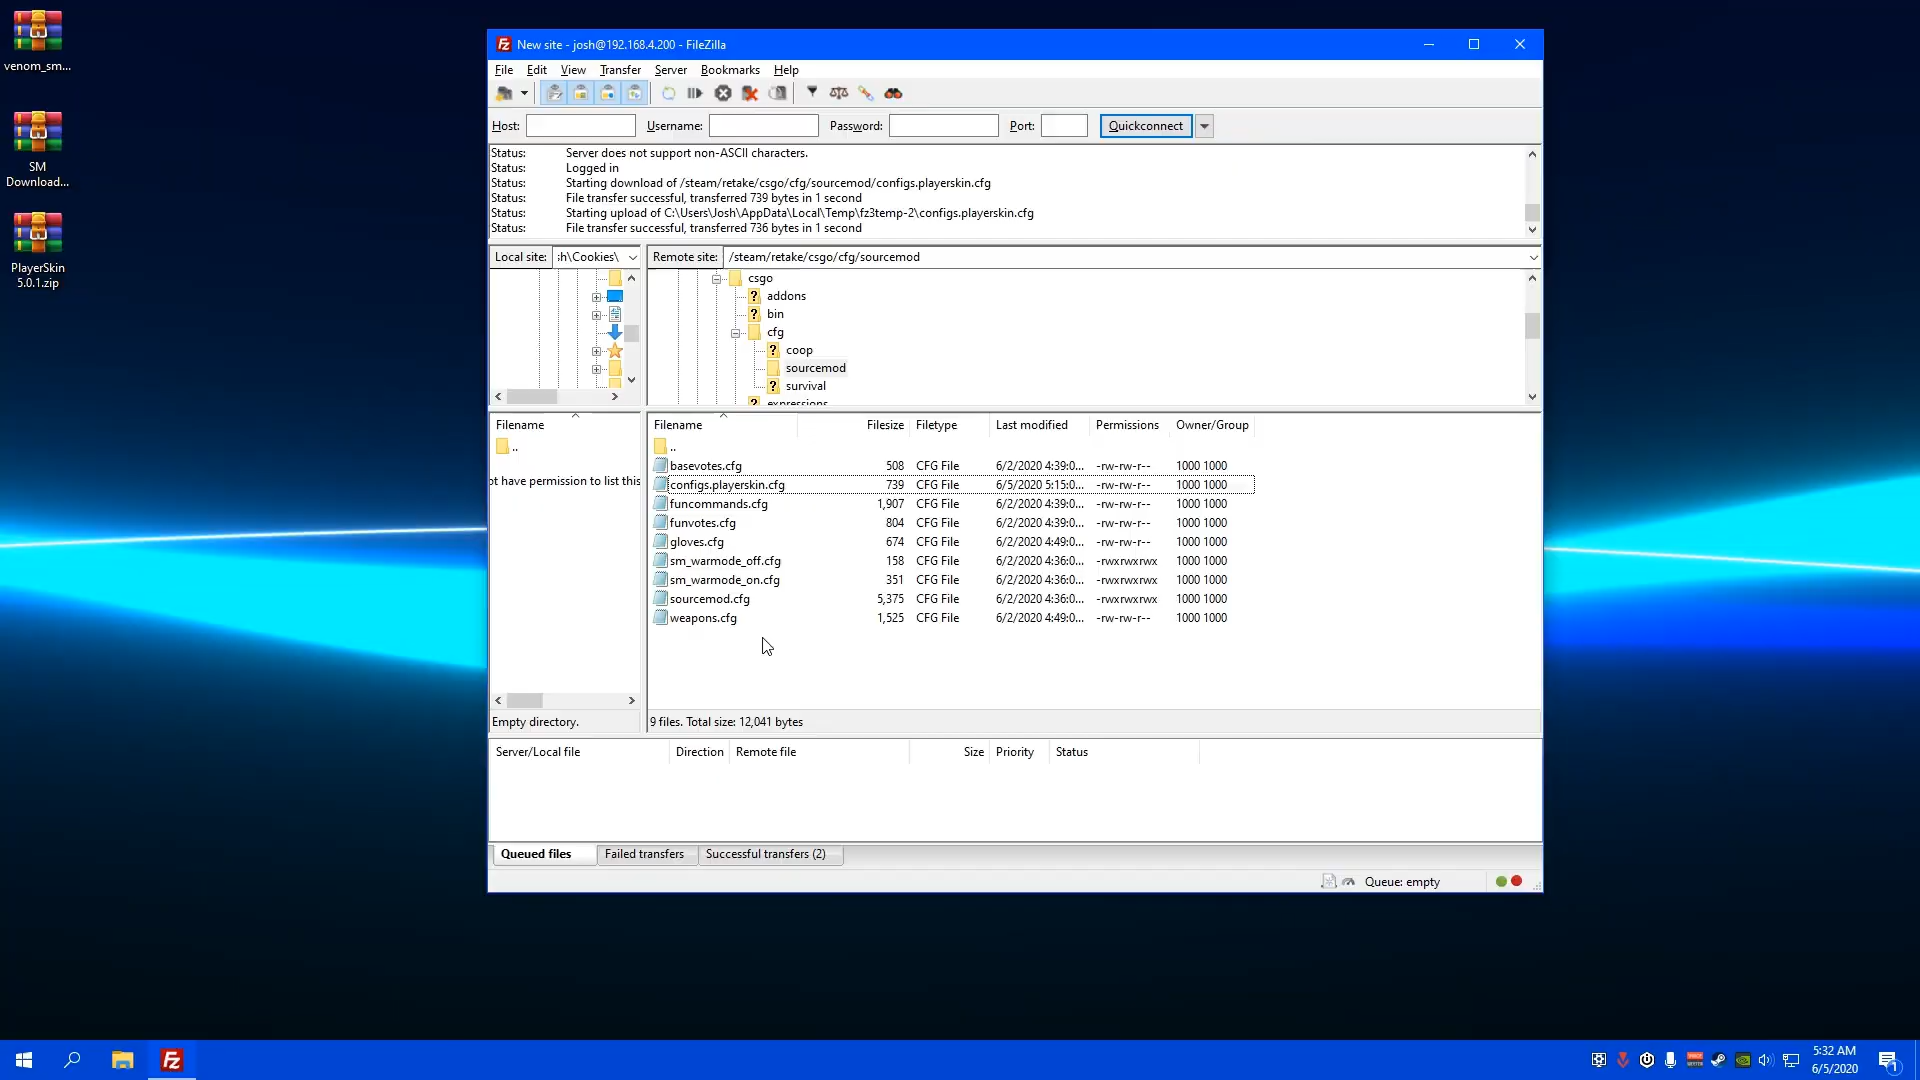 venom_sm...
SM
Download...
PlayerSkin
5.0.1.zip
New site - josh@192.168.4.200 - FileZilla
File Edit View Transfer Server Bookmarks Help
Host: Username: Password: Port: Quickconnect
Status: Server does not support non-ASCII characters.
Status: Logged in
Status: Starting download of /steam/retake/csgo/cfg/sourcemod/configs.playerskin.cfg
Status: File transfer successful, transferred 739 bytes in 1 second
Status: Starting upload of C:\Users\Josh\AppData\Local\Temp\fz3temp-2\configs.playerskin.cfg
Status: File transfer successful, transferred 736 bytes in 1 second
Local site: :h\Cookies\
Remote site: /steam/retake/csgo/cfg/sourcemod
csgo
addons
bin
cfg
coop
sourcemod
survival
expressions
Filename
..
ot have permission to list this
Empty directory.
Filename Filesize Filetype Last modified Permissions Owner/Group
..
basevotes.cfg 508 CFG File 6/2/2020 4:39:0... -rw-rw-r-- 1000 1000
configs.playerskin.cfg 739 CFG File 6/5/2020 5:15:0... -rw-rw-r-- 1000 1000
funcommands.cfg 1,907 CFG File 6/2/2020 4:39:0... -rw-rw-r-- 1000 1000
funvotes.cfg 804 CFG File 6/2/2020 4:39:0... -rw-rw-r-- 1000 1000
gloves.cfg 674 CFG File 6/2/2020 4:49:0... -rw-rw-r-- 1000 1000
sm_warmode_off.cfg 158 CFG File 6/2/2020 4:36:0... -rwxrwxrwx 1000 1000
sm_warmode_on.cfg 351 CFG File 6/2/2020 4:36:0... -rwxrwxrwx 1000 1000
sourcemod.cfg 5,375 CFG File 6/2/2020 4:36:0... -rwxrwxrwx 1000 1000
weapons.cfg 1,525 CFG File 6/2/2020 4:49:0... -rw-rw-r-- 1000 1000
9 files. Total size: 12,041 bytes
Server/Local file Direction Remote file Size Priority Status
Queued files Failed transfers Successful transfers (2)
Queue: empty
5:32 AM
6/5/2020
1